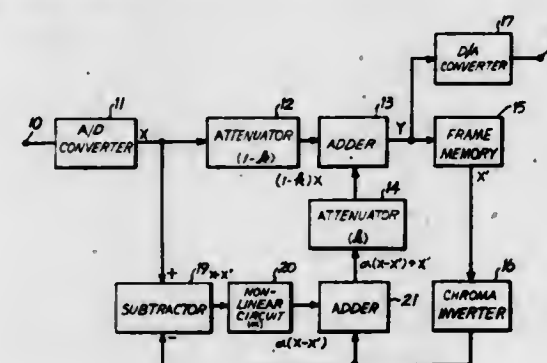 17
D/A
CONVERTER
10
11
A/D
CONVERTER
X
12
ATTENUATOR
(1-k)
(1-k)X
13
ADDER
Y
15
FRAME
MEMORY
X'
14
ATTENUATOR
(k)
α(X-X')+X'
+
19
SUBTRACTOR
-
X-X'
20
NON-
LINEAR
CIRCUIT
(α)
α(X-X')
ADDER
21
16
CHROMA
INVERTER